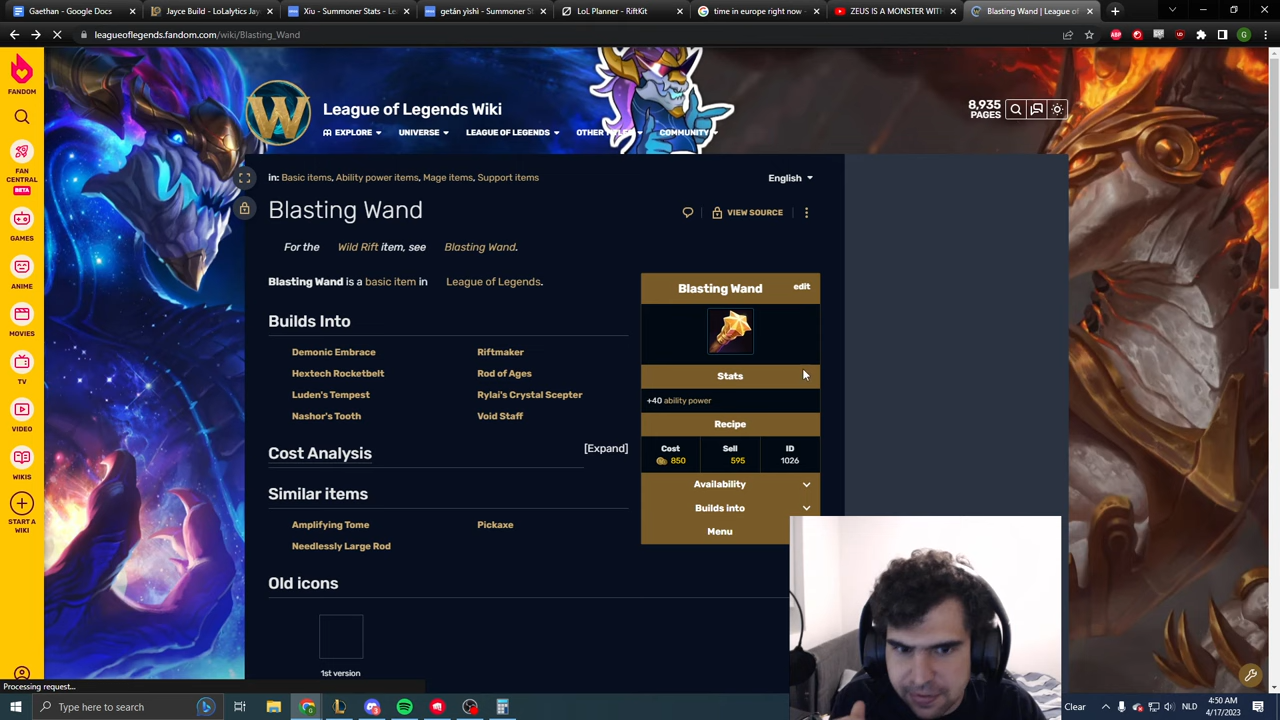 Gaethan - Google Docs
Jayce Build - LoLalytics Ja
Xiu - Summoner Stats - Le
getán yìshì - Summoner S
LoL Planner - RiftKit
time in europe right now -
ZEUS IS A MONSTER WIT
Blasting Wand | League of
leagueoflegends.fandom.com/wiki/Blasting_Wand
FANDOM
FAN CENTRAL
BETA
GAMES
ANIME
MOVIES
TV
VIDEO
WIKIS
START A WIKI
League of Legends Wiki
8,935
PAGES
EXPLORE
UNIVERSE
LEAGUE OF LEGENDS
COMMUNITY
in: Basic items, Ability power items, Mage items, Support items
English
Blasting Wand
VIEW SOURCE
For the Wild Rift item, see Blasting Wand.
Blasting Wand is a basic item in League of Legends.
Builds Into
Demonic Embrace
Riftmaker
Hextech Rocketbelt
Rod of Ages
Luden's Tempest
Rylai's Crystal Scepter
Nashor's Tooth
Void Staff
Cost Analysis
[Expand]
Similar items
Amplifying Tome
Pickaxe
Needlessly Large Rod
Old icons
1st version
Blasting Wand
edit
Stats
+40 ability power
Recipe
Cost
Sell
ID
850
595
1026
Availability
Builds into
Menu
Processing request...
Type here to search
Clear
NLD
4:50 AM
4/17/2023